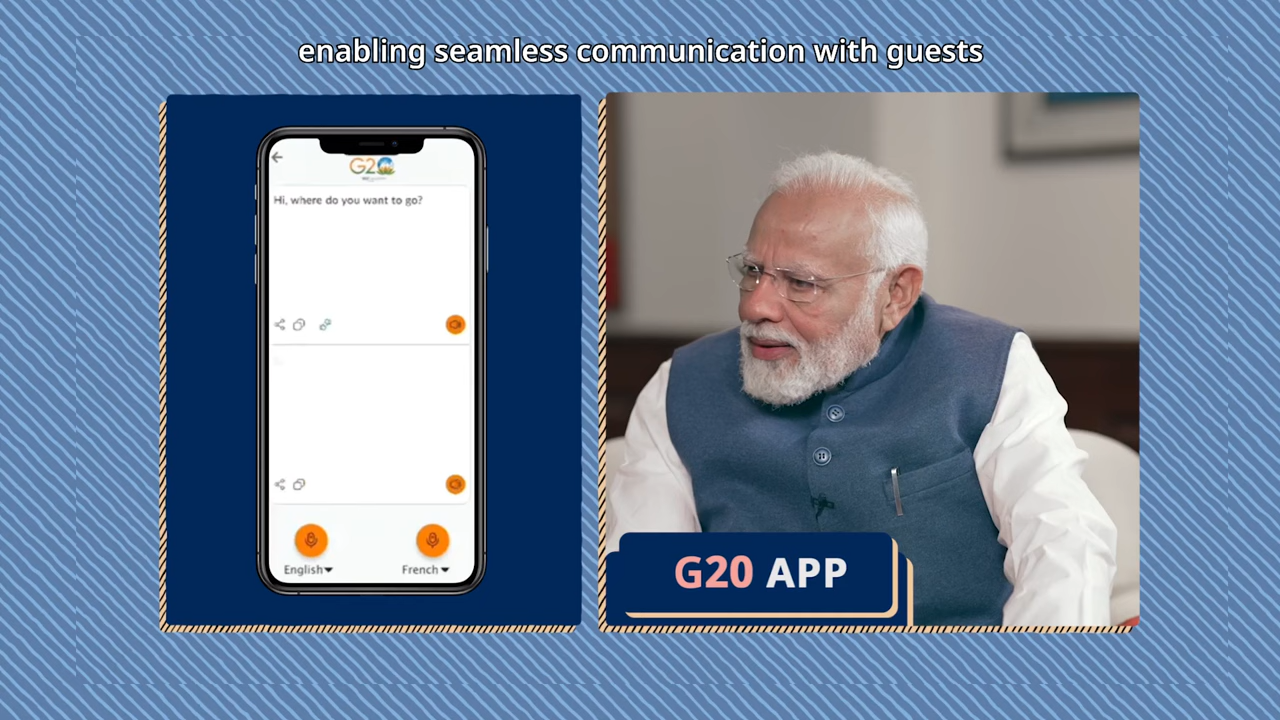 enabling seamless communication with guests
G20
Hi, where do you want to go?
English
French
G20 APP